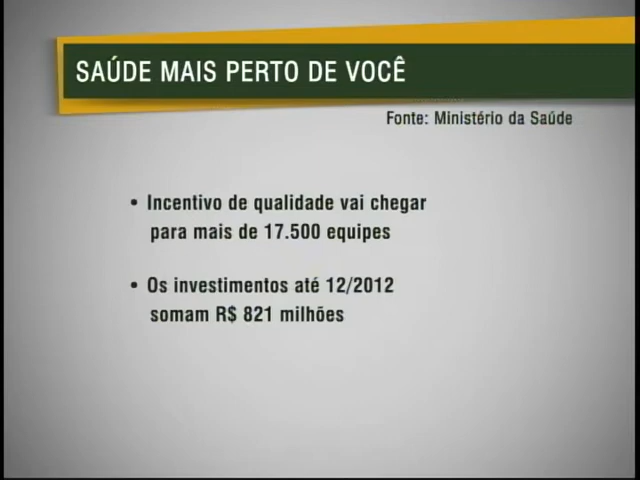 SAÚDE MAIS PERTO DE VOCÊ
Fonte: Ministério da Saúde
• Incentivo de qualidade vai chegar
para mais de 17.500 equipes
• Os investimentos até 12/2012
somam R$ 821 milhões